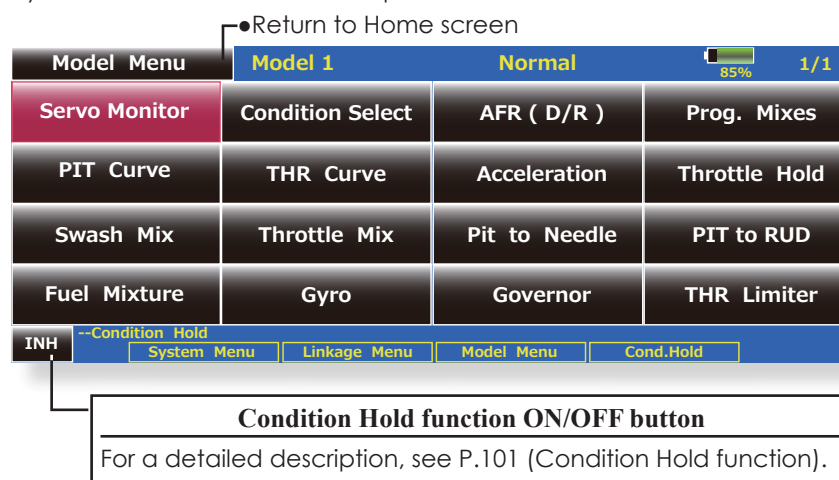 ●Return to Home screen
Model Menu Model 1 Normal 85% 1/1
Servo Monitor Condition Select AFR ( D/R ) Prog. Mixes
PIT Curve THR Curve Acceleration Throttle Hold
Swash Mix Throttle Mix Pit to Needle PIT to RUD
Fuel Mixture Gyro Governor THR Limiter
INH --Condition Hold
System Menu Linkage Menu Model Menu Cond.Hold
Condition Hold function ON/OFF button
For a detailed description, see P.101 (Condition Hold function).